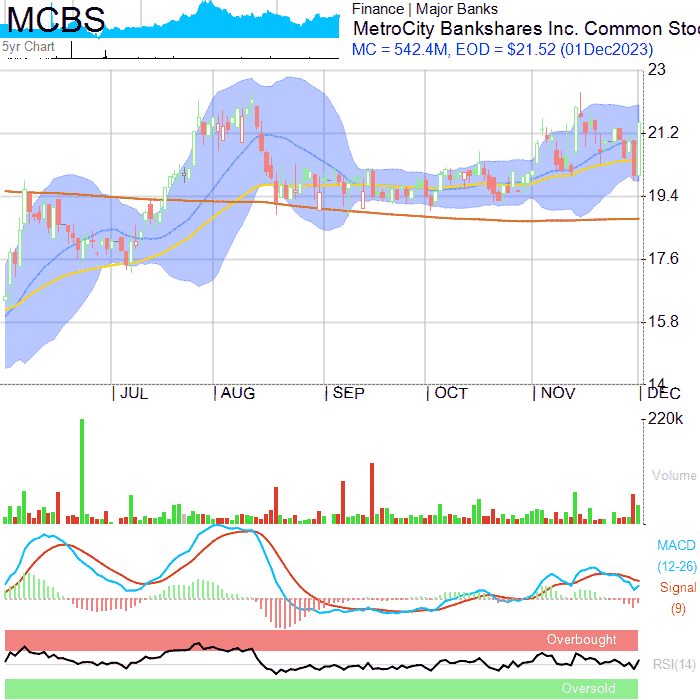 MCBS
Finance | Major Banks
MetroCity Bankshares Inc. Common Stoc
5yr Chart
MC = 542.4M, EOD = $21.52 (01Dec2023)
23
21.2
19.4
17.6
15.8
14
| JUL | AUG | SEP | OCT | NOV | DEC
220k
Volume
MACD
(12-26)
Signal
(9)
Overbought
RSI(14)
Oversold